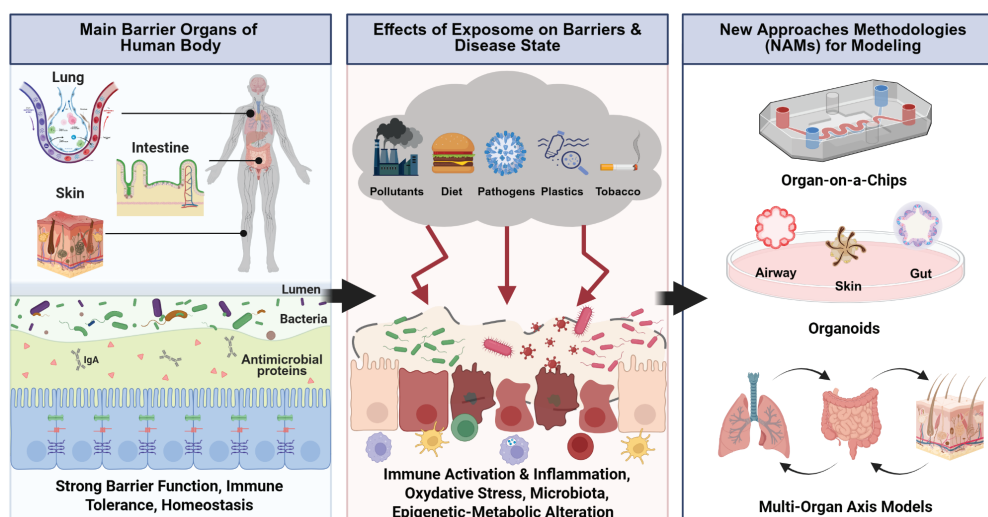 Main Barrier Organs of
Human Body
Lung
Intestine
Skin
Lumen
Bacteria
IgA
Antimicrobial
proteins
Strong Barrier Function, Immune
Tolerance, Homeostasis
Effects of Exposome on Barriers &
Disease State
Pollutants
Diet
Pathogens
Plastics
Tobacco
Immune Activation & Inflammation,
Oxydative Stress, Microbiota,
Epigenetic-Metabolic Alteration
New Approaches Methodologies
(NAMs) for Modeling
Organ-on-a-Chips
Airway
Skin
Gut
Organoids
Multi-Organ Axis Models